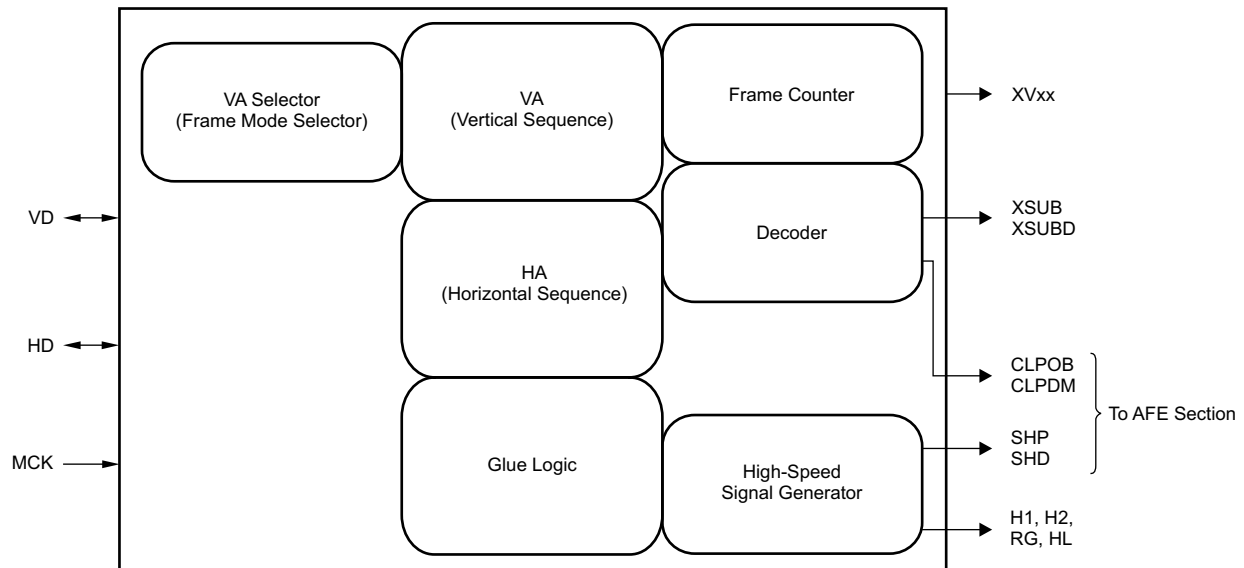 VA Selector
(Frame Mode Selector)
VA
(Vertical Sequence)
Frame Counter
XVxx
VD
HA
(Horizontal Sequence)
Decoder
XSUB
XSUBD
HD
CLPOB
CLPDM
To AFE Section
MCK
Glue Logic
High-Speed
Signal Generator
SHP
SHD
H1, H2,
RG, HL